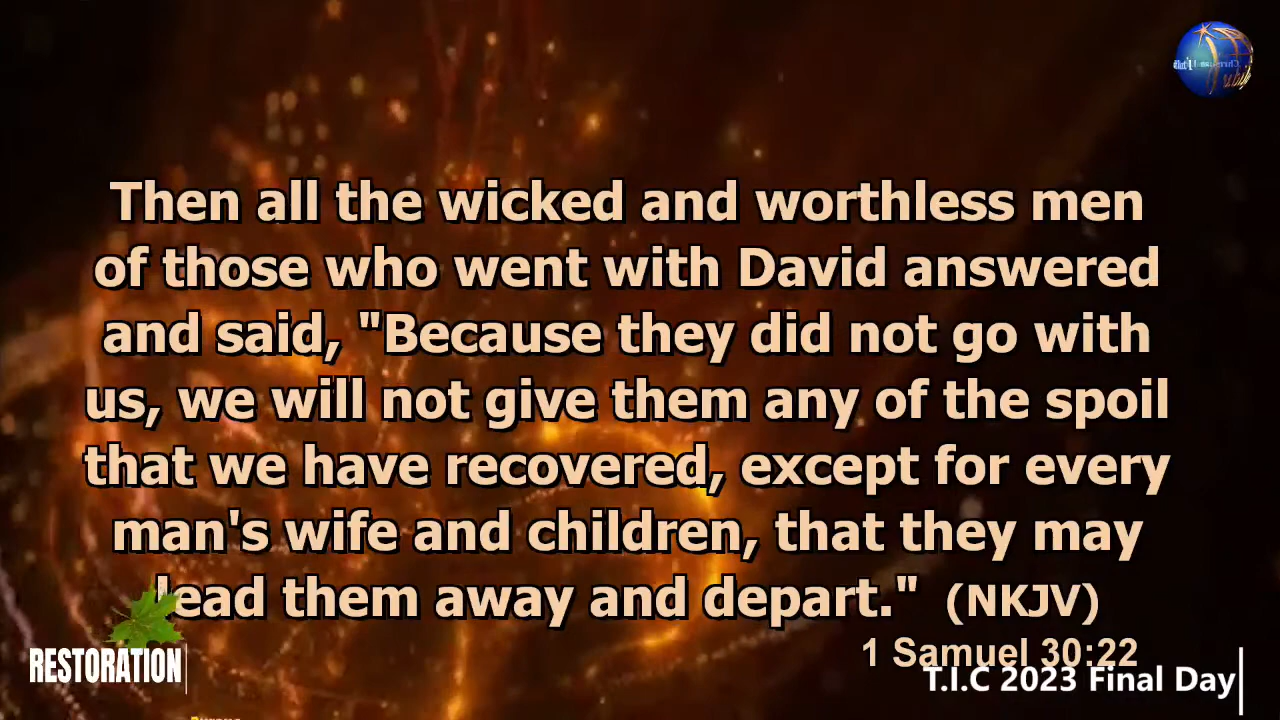 Then all the wicked and worthless men
of those who went with David answered
and said, "Because they did not go with
us, we will not give them any of the spoil
that we have recovered, except for every
man's wife and children, that they may
lead them away and depart." (NKJV)
1 Samuel 30:22
RESTORATION
T.I.C 2023 Final Day